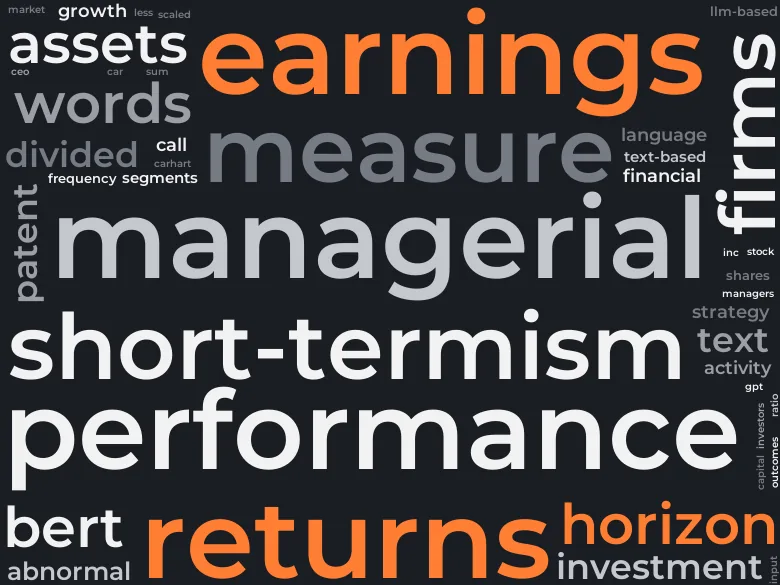 market growth less scaled llm-based
assets earnings firms
ceo car sum
words
divided call measure language
carhart text-based
frequency segments financial
patent managerial inc stock
shares
managers
short-termism strategy
text
activity
gpt
performance capital investors ratio
outcomes
bert returns horizon
abnormal investment